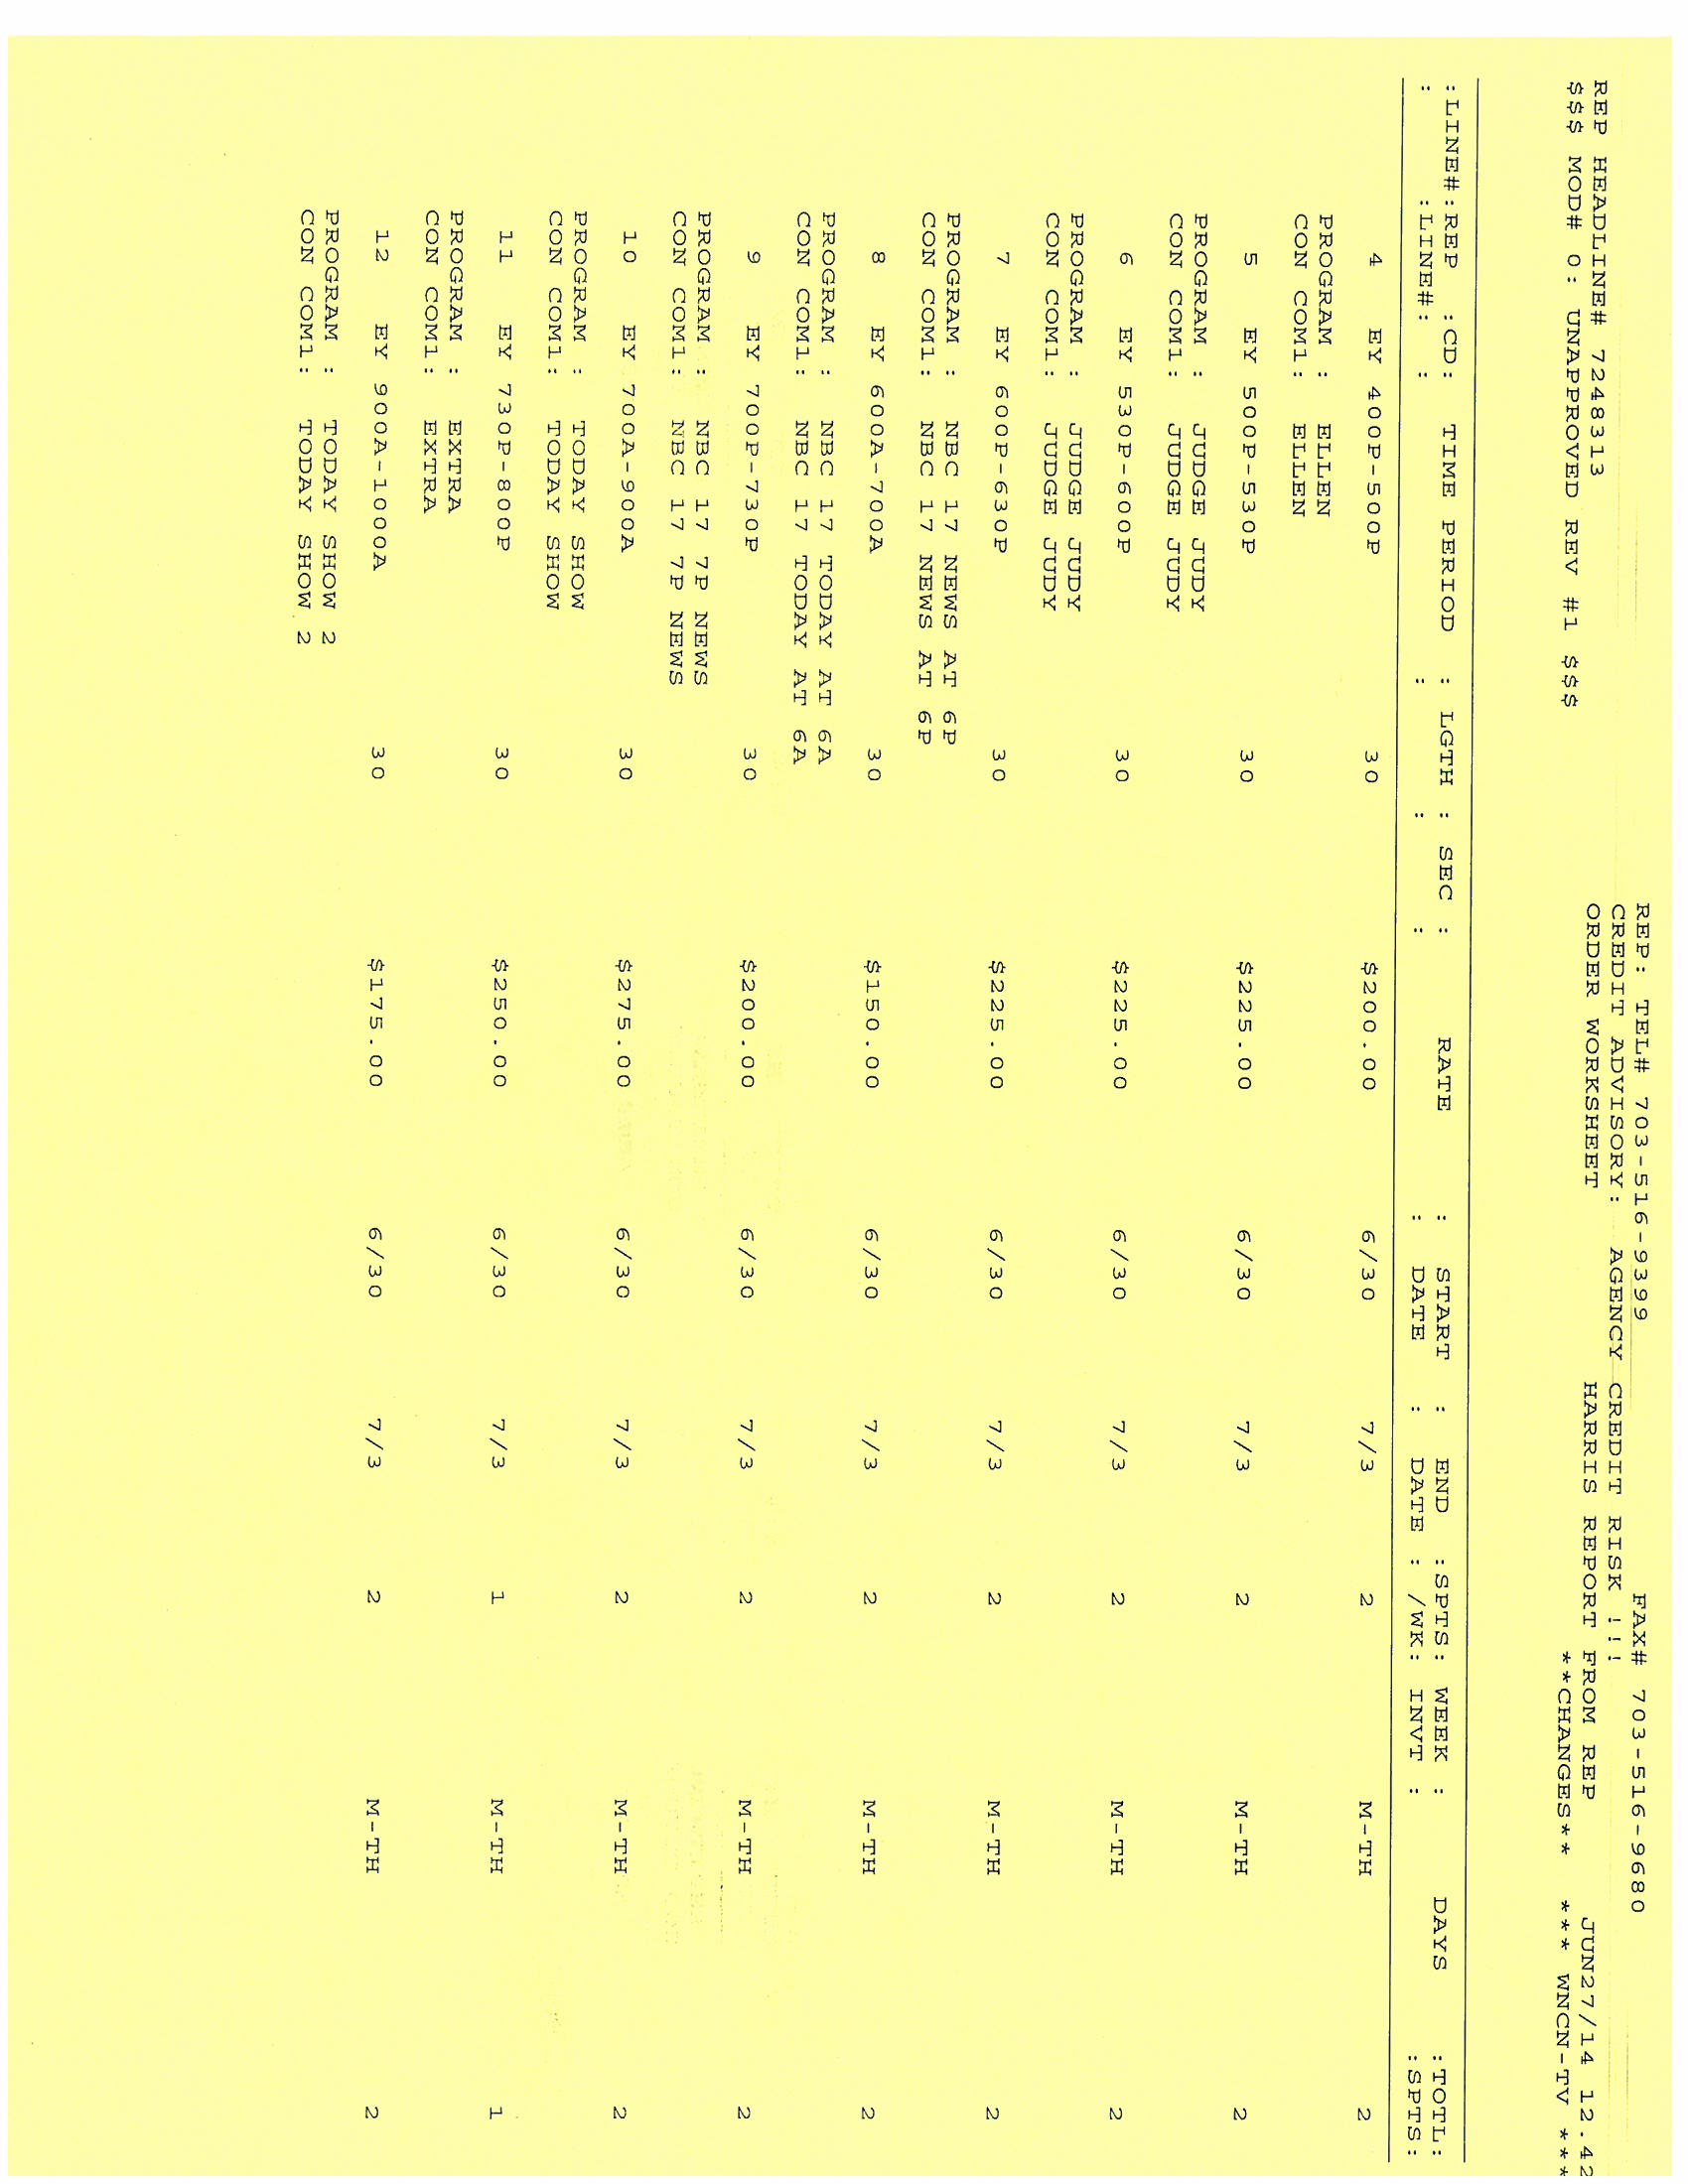 REP: TEL# 703-516-9399 FAX# 703-516-9680
CREDIT ADVISORY: AGENCY CREDIT RISK !!!
ORDER WORKSHEET HARRIS REPORT FROM REP JUN27/14 12.42
REP HEADLINE# 7248313
$$$ MOD# 0: UNAPPROVED REV #1 $$$ **CHANGES** *** WNCN-TV ***
:LINE#:REP :CD: TIME PERIOD : LGTH : SEC : RATE : START : END :SPTS: WEEK : DAYS :TOTL:
: :LINE#: : : : : : DATE : DATE : /WK: INVT : :SPTS:
4 EY 400P-500P 30 $200.00 6/30 7/3 2 M-TH 2
PROGRAM : ELLEN
CON COM1: ELLEN
5 EY 500P-530P 30 $225.00 6/30 7/3 2 M-TH 2
PROGRAM : JUDGE JUDY
CON COM1: JUDGE JUDY
6 EY 530P-600P 30 $225.00 6/30 7/3 2 M-TH 2
PROGRAM : JUDGE JUDY
CON COM1: JUDGE JUDY
7 EY 600P-630P 30 $225.00 6/30 7/3 2 M-TH 2
PROGRAM : NBC 17 NEWS AT 6P
CON COM1: NBC 17 NEWS AT 6P
8 EY 600A-700A 30 $150.00 6/30 7/3 2 M-TH 2
PROGRAM : NBC 17 TODAY AT 6A
CON COM1: NBC 17 TODAY AT 6A
9 EY 700P-730P 30 $200.00 6/30 7/3 2 M-TH 2
PROGRAM : NBC 17 7P NEWS
CON COM1: NBC 17 7P NEWS
10 EY 700A-900A 30 $275.00 6/30 7/3 2 M-TH 2
PROGRAM : TODAY SHOW
CON COM1: TODAY SHOW
11 EY 730P-800P 30 $250.00 6/30 7/3 1 M-TH 1
PROGRAM : EXTRA
CON COM1: EXTRA
12 EY 900A-1000A 30 $175.00 6/30 7/3 2 M-TH 2
PROGRAM : TODAY SHOW 2
CON COM1: TODAY SHOW 2